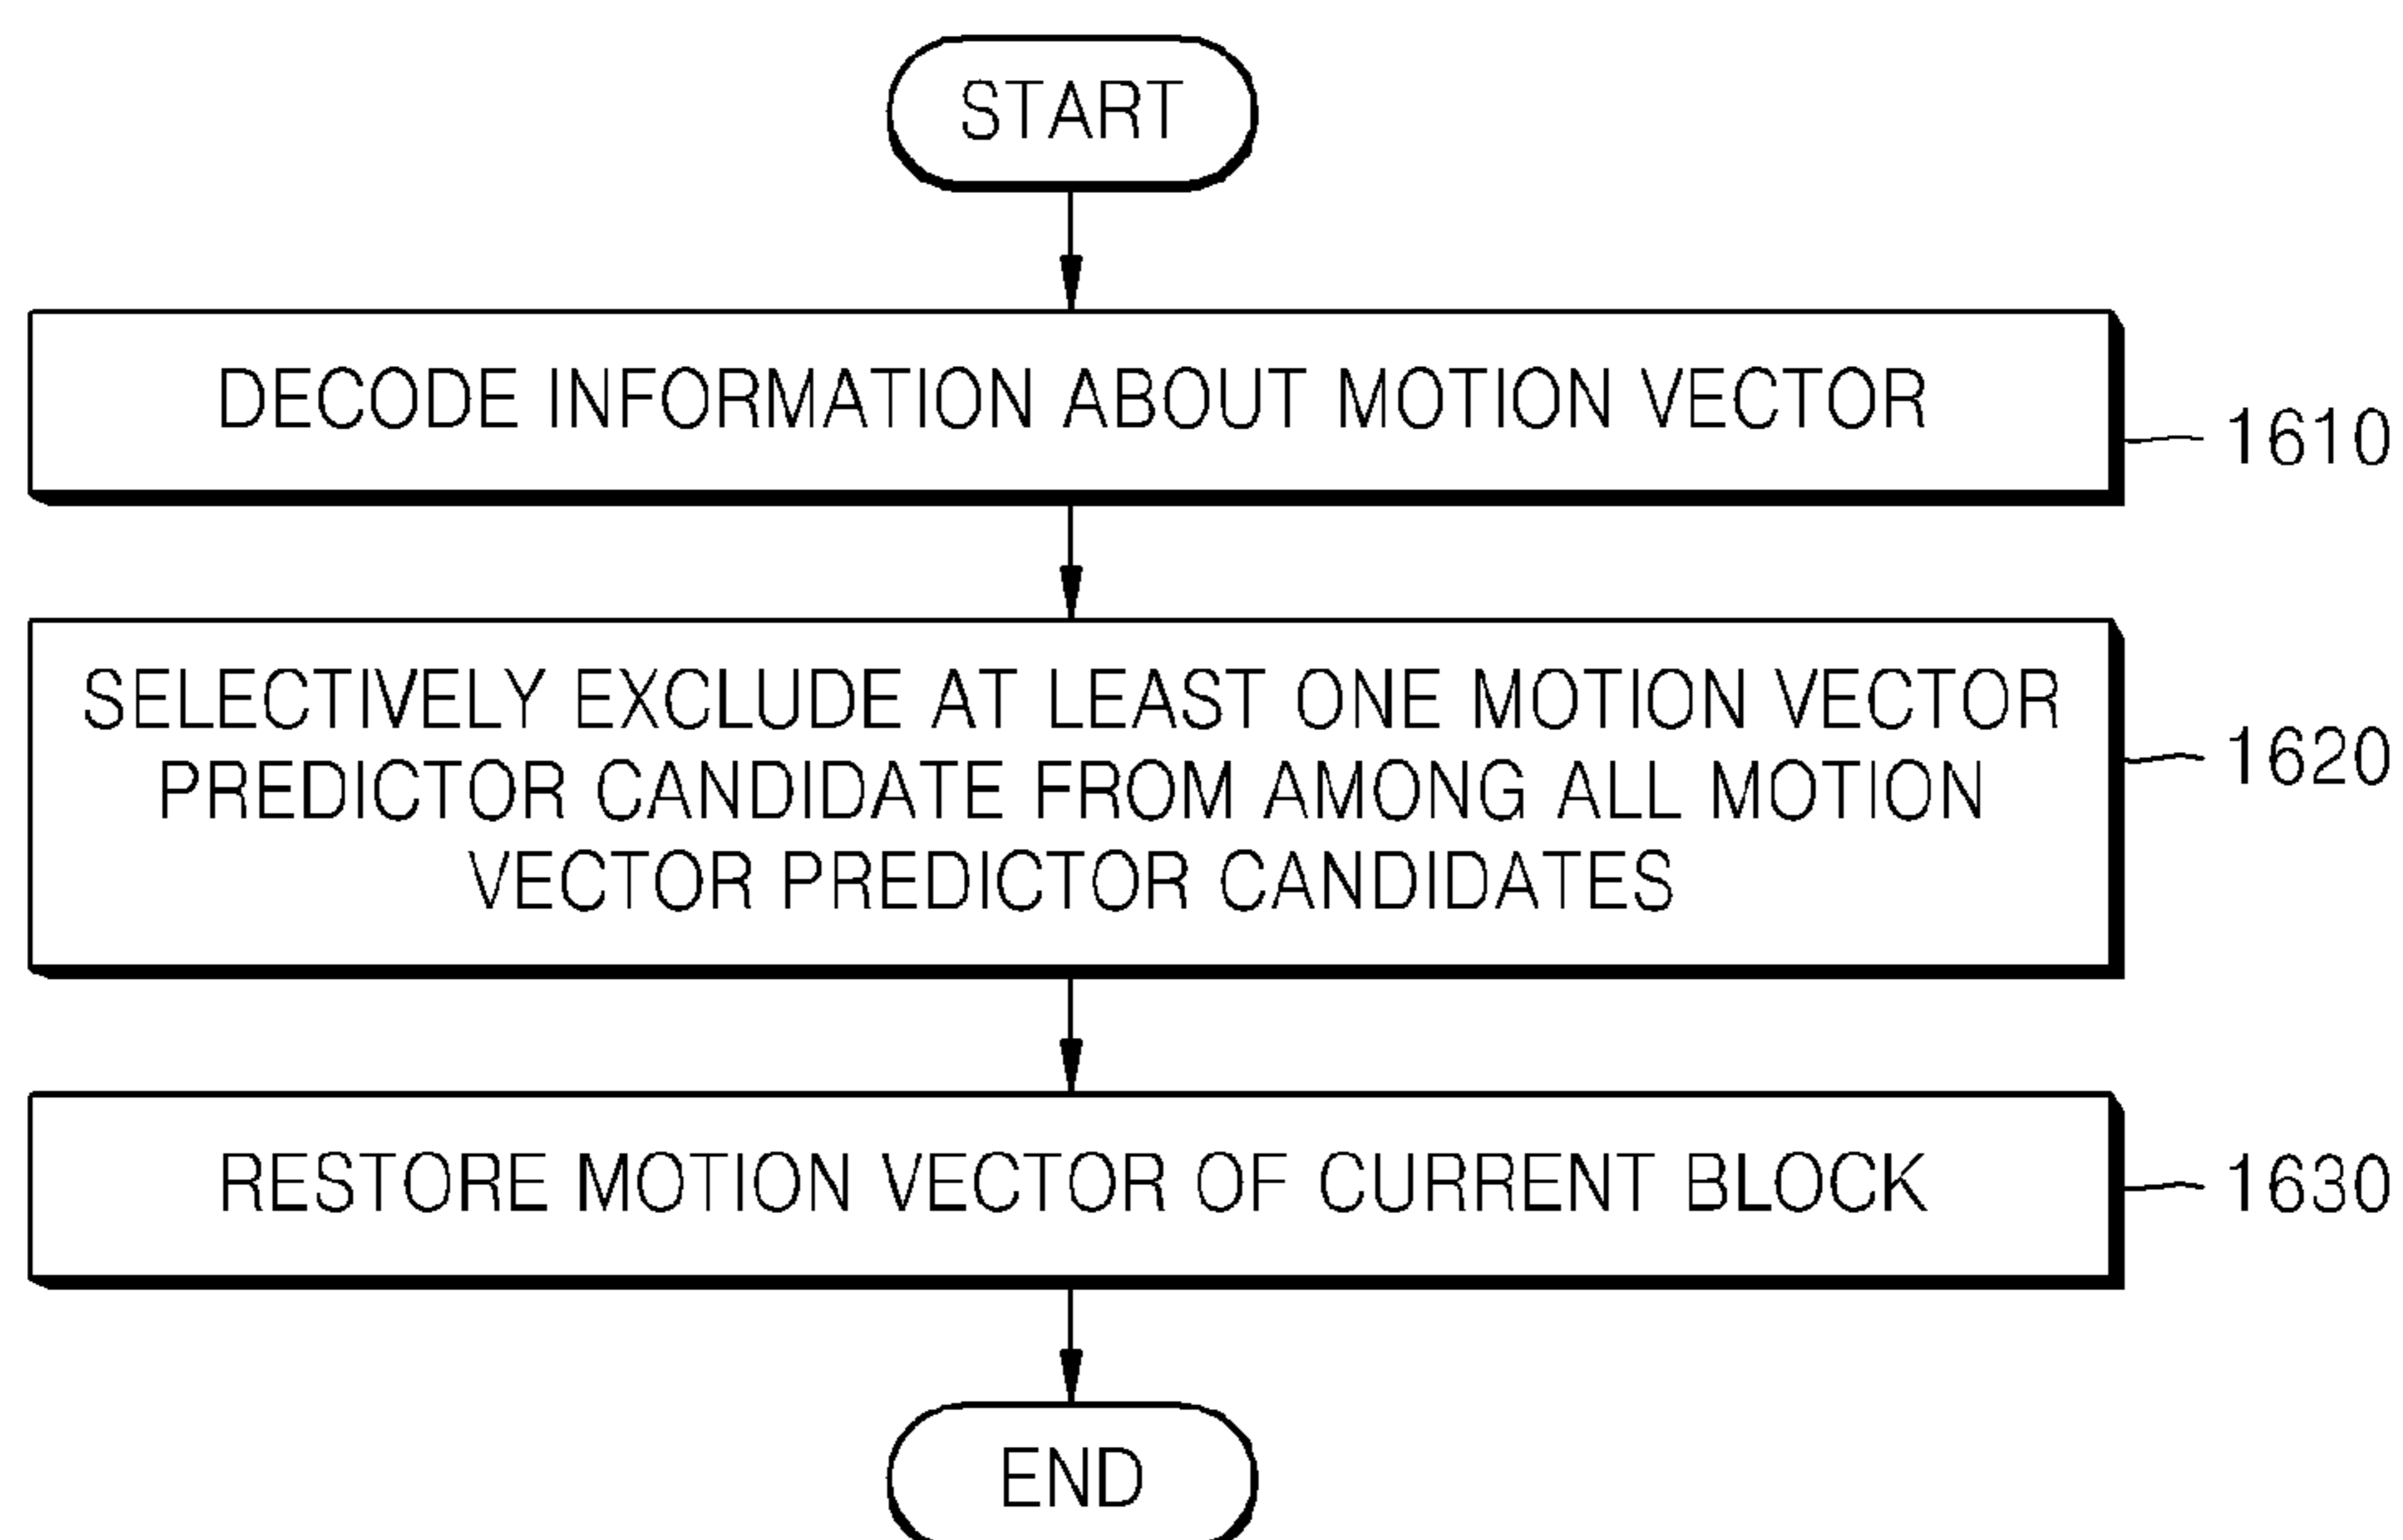 START
DECODE INFORMATION ABOUT MOTION VECTOR
1610
SELECTIVELY EXCLUDE AT LEAST ONE MOTION VECTOR
PREDICTOR CANDIDATE FROM AMONG ALL MOTION
VECTOR PREDICTOR CANDIDATES
1620
RESTORE MOTION VECTOR OF CURRENT BLOCK
1630
END